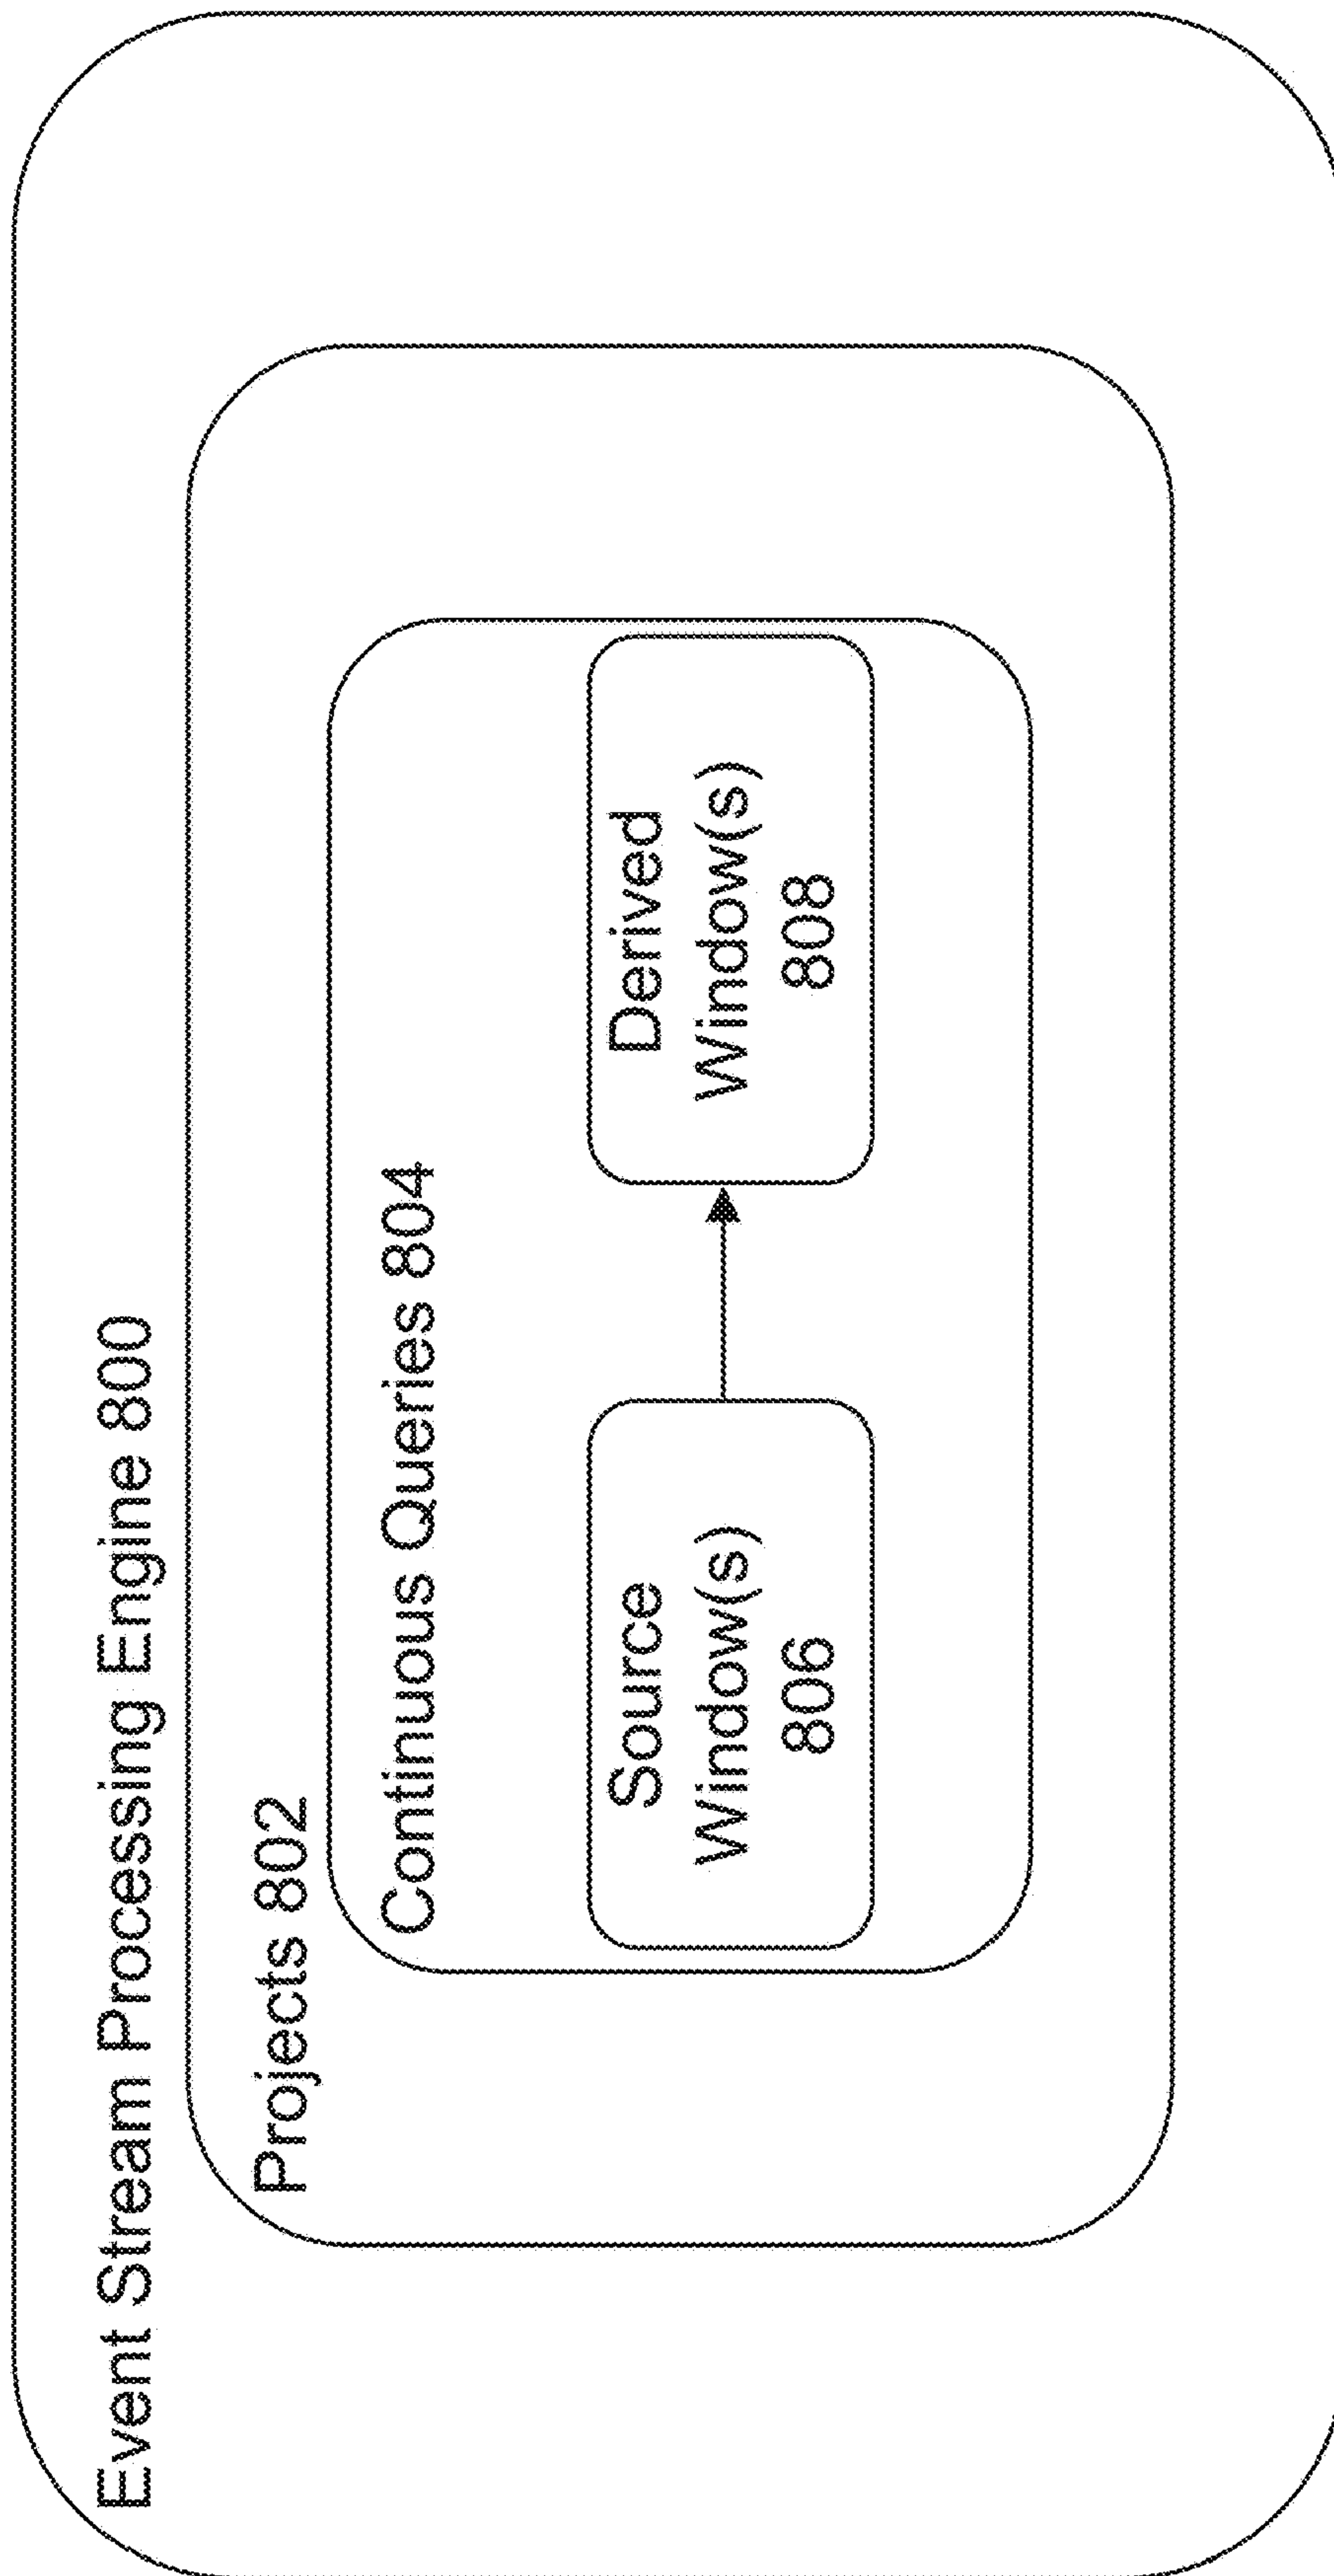 Event Stream Processing Engine 800
Projects 802
Continuous Queries 804
Source
Window(s)
806
Derived
Window(s)
808